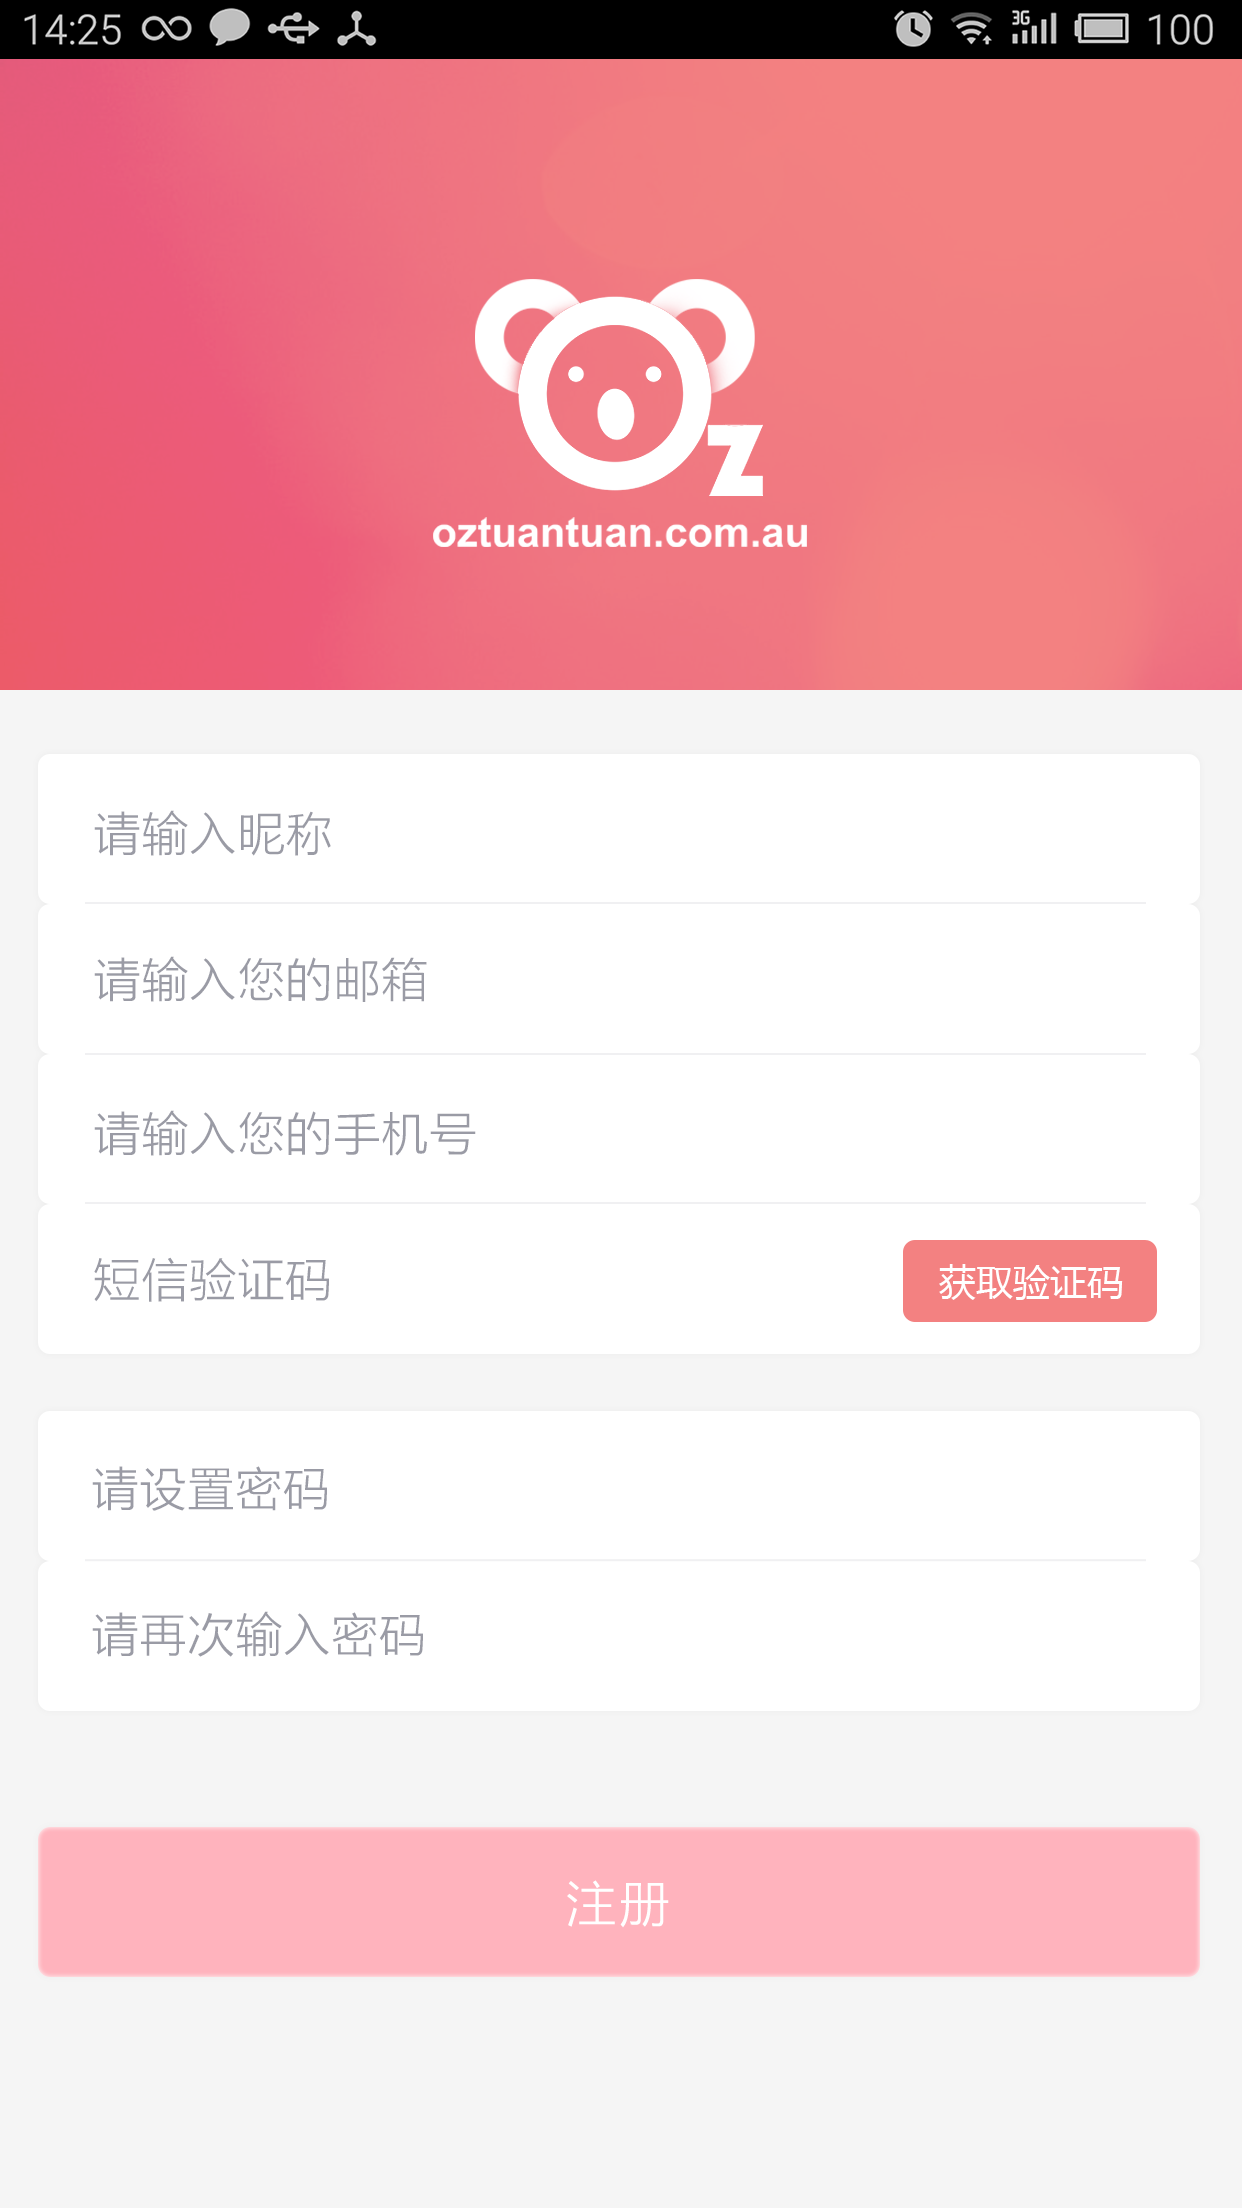 14:25
3G
100
oz
oztuantuan.com.au
请输入昵称
请输入您的邮箱
请输入您的手机号
短信验证码
获取验证码
请设置密码
请再次输入密码
注册